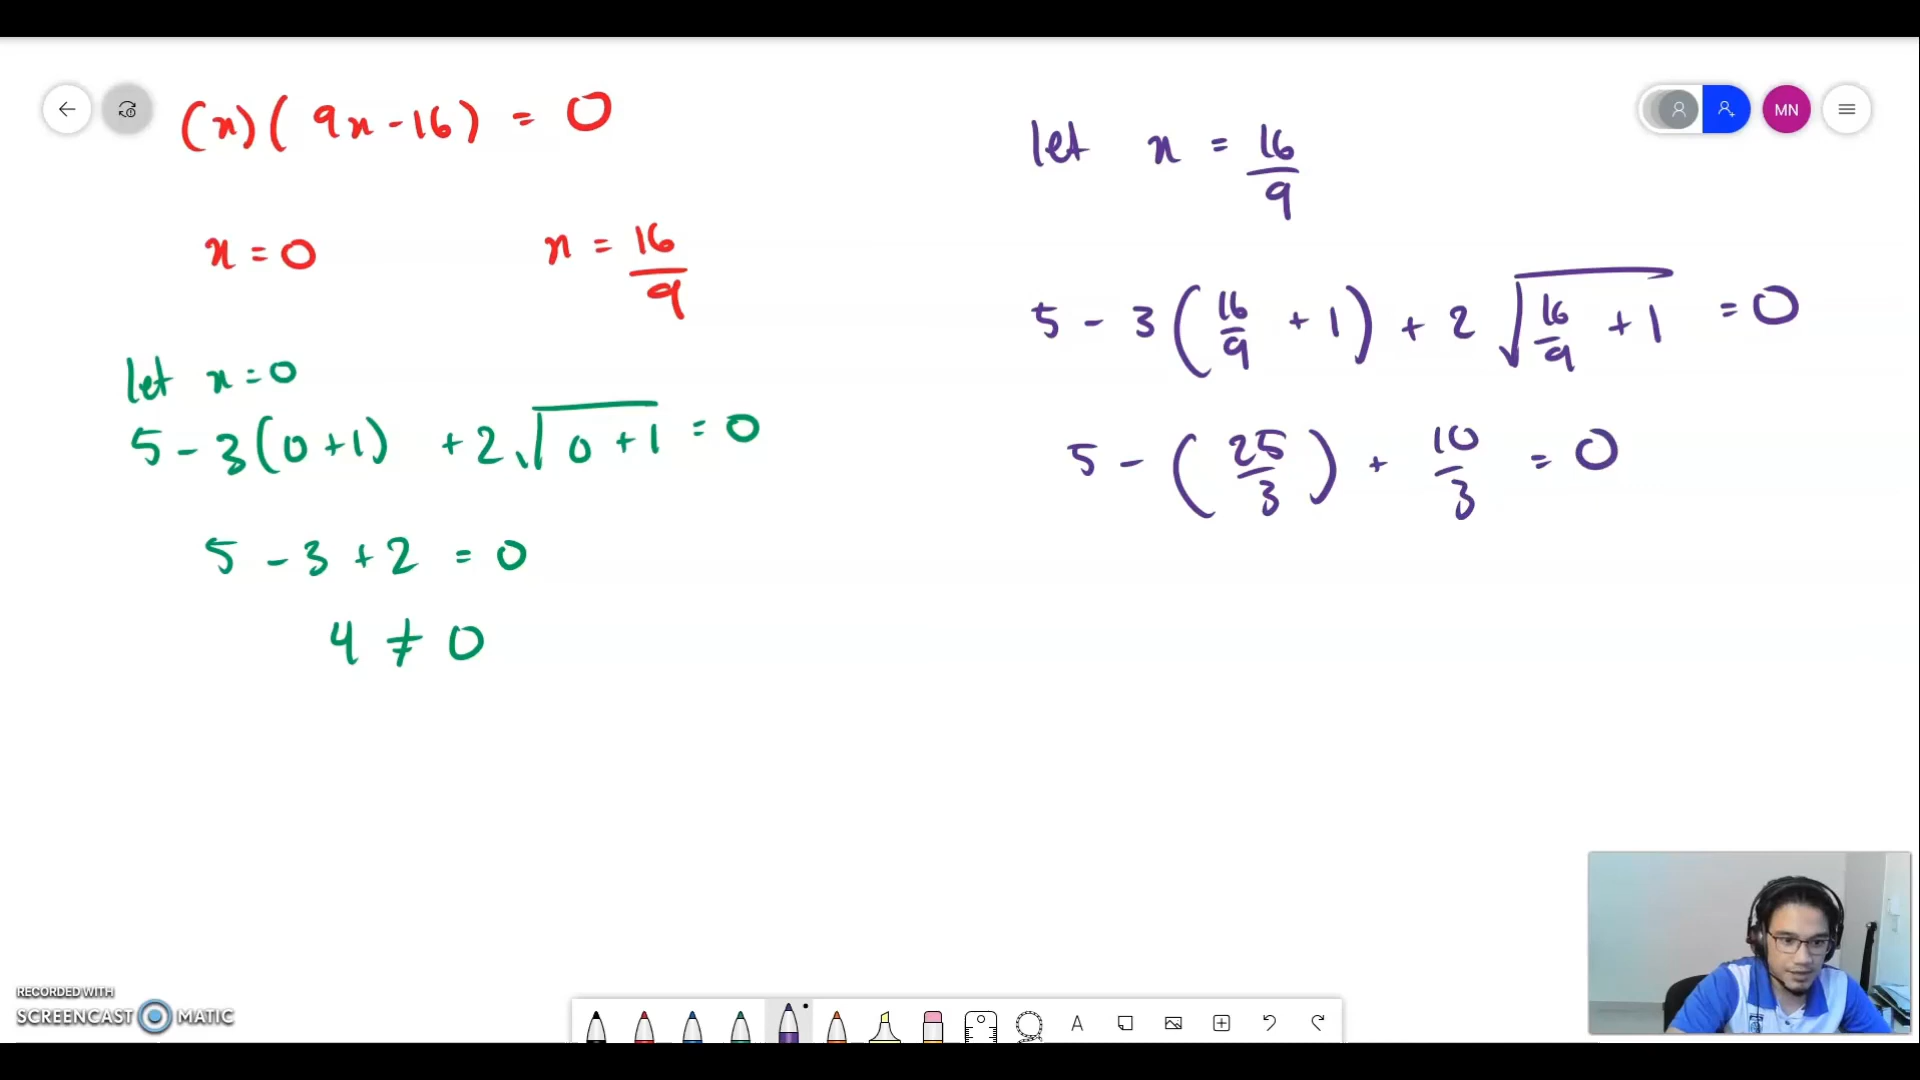 (x)(9x-16) = 0
x = 0
x = 16/9
let x = 0
5 - 3(0+1) + 2√(0+1) = 0
5 - 3 + 2 = 0
4 ≠ 0
let x = 16/9
5 - 3(16/9 + 1) + 2√(16/9 + 1) = 0
5 - (25/3) + 10/3 = 0
MN
RECORDED WITH
SCREENCAST MATIC
A